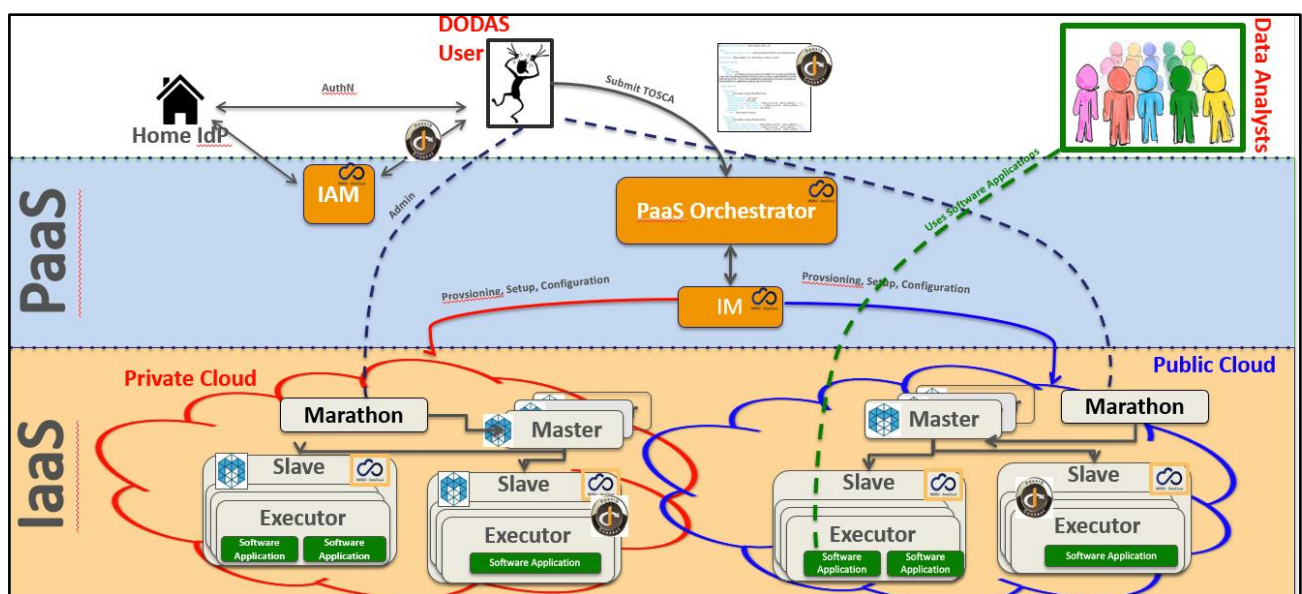 DODAS
User
Data Analysts
AuthN
Submit TOSCA
Home IdP
PaaS
IAM
Admin
PaaS Orchestrator
Uses Software Applications
Provsioning, Setup, Configuration
Provisioning, Setup, Configuration
IM
IaaS
Private Cloud
Public Cloud
Marathon
Master
Master
Marathon
Slave
Slave
Slave
Slave
Executor
Executor
Executor
Executor
Software
Application
Software
Application
Software Application
Software
Application
Software
Application
Software Application